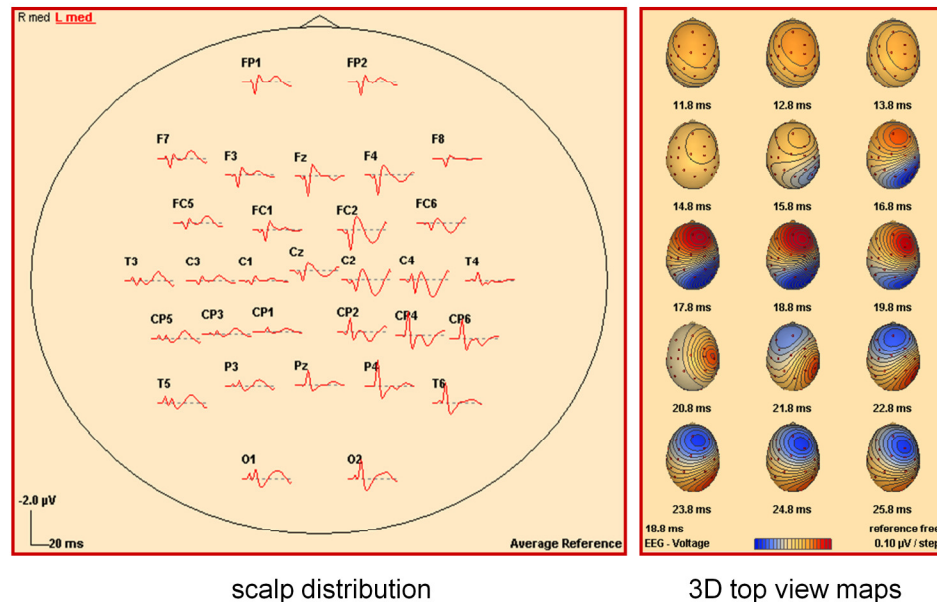 R med L med
FP1 FP2
F7 F3 Fz F4 F8
FC5 FC1 FC2 FC6
T3 C3 C1 Cz C2 C4 T4
CP5 CP3 CP1 CP2 CP4 CP6
T5 P3 Pz P4 T6
O1 O2
-2.0 µV
20 ms
Average Reference
scalp distribution
11.8 ms 12.8 ms 13.8 ms
14.8 ms 15.8 ms 16.8 ms
17.8 ms 18.8 ms 19.8 ms
20.8 ms 21.8 ms 22.8 ms
23.8 ms 24.8 ms 25.8 ms
18.8 ms reference free
EEG - Voltage 0.10 µV / step
3D top view maps